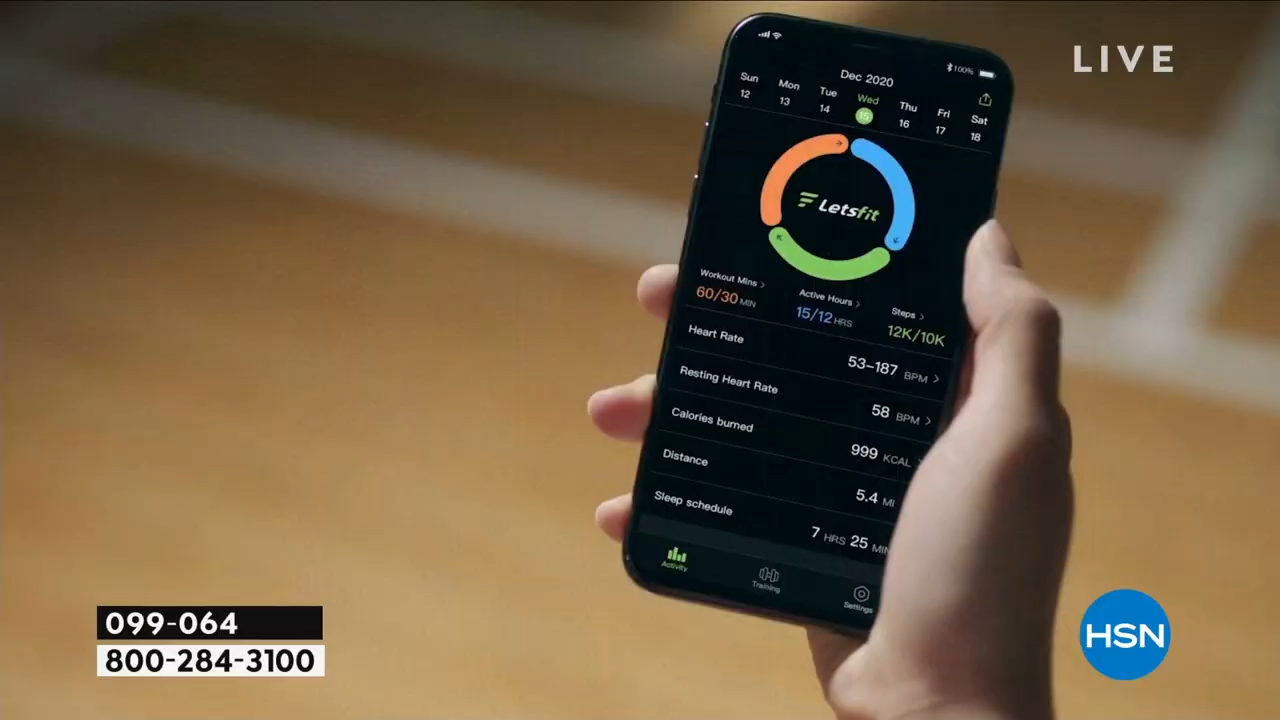 LIVE
100%
Dec 2020
Sun Mon Tue Wed Thu Fri Sat
12 13 14 15 16 17 18
Letsfit
Workout Mins Active Hours Steps
60/30 MIN 15/12 HRS 12K/10K
Heart Rate 53-187 BPM
Resting Heart Rate 58 BPM
Calories burned 999 KCAL
Distance 5.4 MI
Sleep schedule 7 HRS 25 MIN
Activity Training Settings
099-064
800-284-3100
HSN